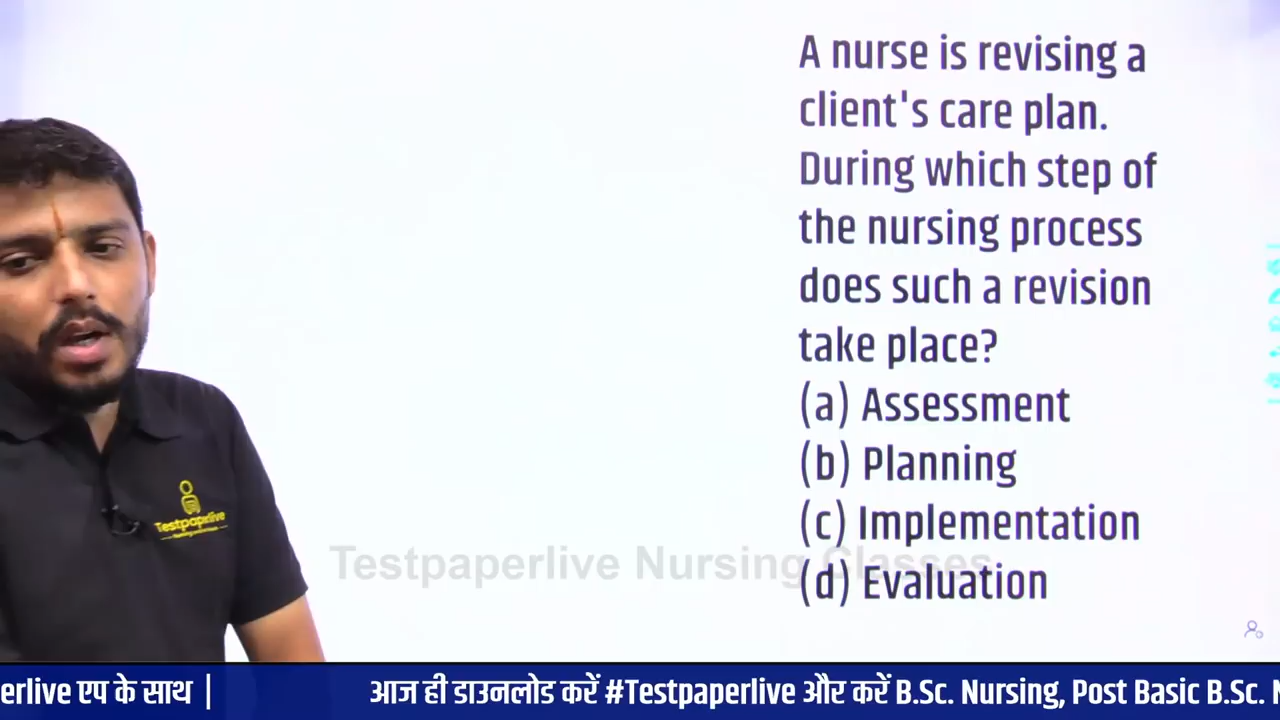 A nurse is revising a
client's care plan.
During which step of
the nursing process
does such a revision
take place?
(a) Assessment
(b) Planning
(c) Implementation
(d) Evaluation
Testpaperlive
Testpaperlive Nursing Classes
erlive एप के साथ | आज ही डाउनलोड करें #Testpaperlive और करें B.Sc. Nursing, Post Basic B.Sc. N